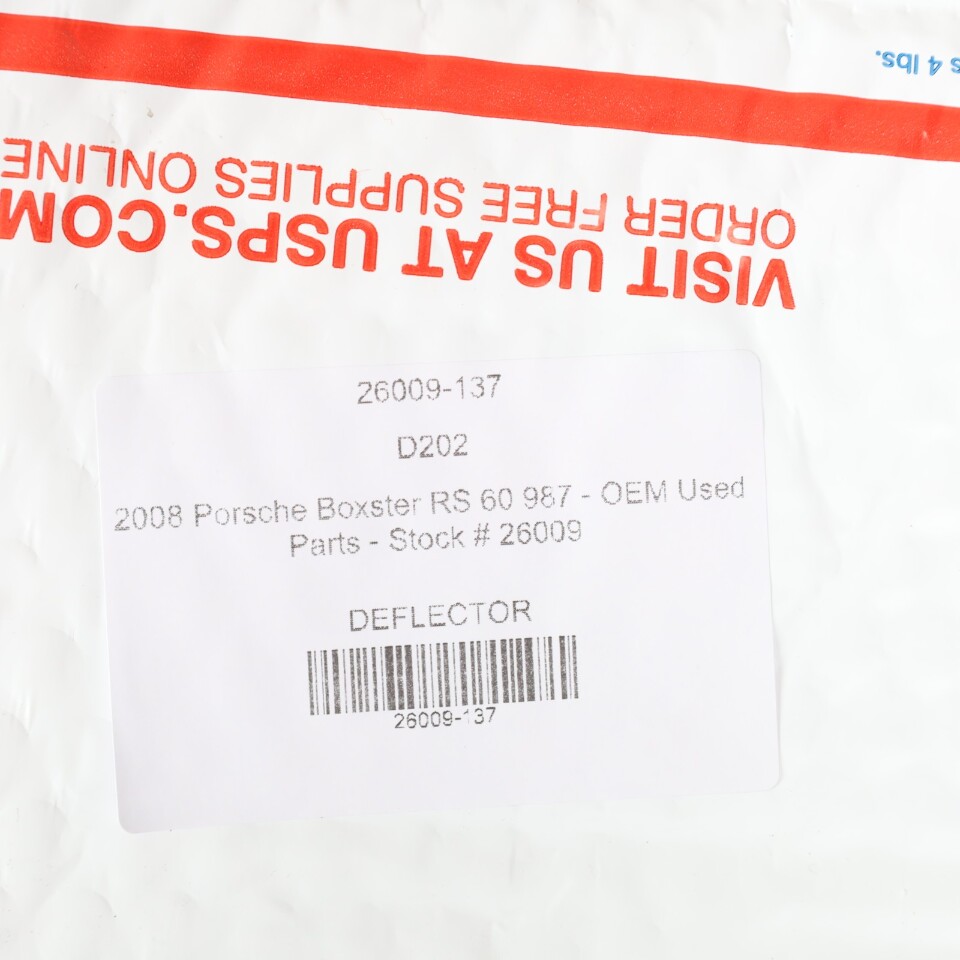 s 4 lbs.
VISIT US AT USPS.COM
ORDER FREE SUPPLIES ONLINE
26009-137
D202
2008 Porsche Boxster RS 60 987 - OEM Used
Parts - Stock # 26009
DEFLECTOR
26009-137